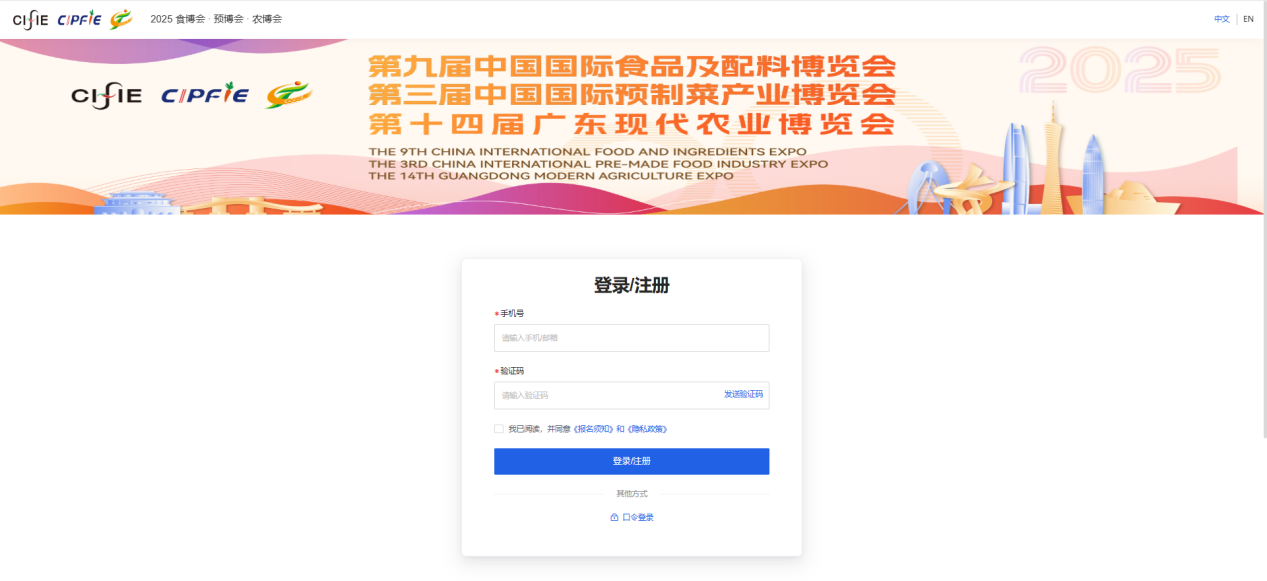 CIFIE CIPFIE 2025 食博会 · 预博会 · 农博会 中文 | EN
CIFIE CIPFIE
第九届中国国际食品及配料博览会
第三届中国国际预制菜产业博览会
第十四届广东现代农业博览会
THE 9TH CHINA INTERNATIONAL FOOD AND INGREDIENTS EXPO
THE 3RD CHINA INTERNATIONAL PRE-MADE FOOD INDUSTRY EXPO
THE 14TH GUANGDONG MODERN AGRICULTURE EXPO
2025
登录/注册
*手机号
请输入手机/邮箱
*验证码
请输入验证码 发送验证码
我已阅读，并同意《报名须知》和《隐私政策》
登录/注册
其他方式
口令登录